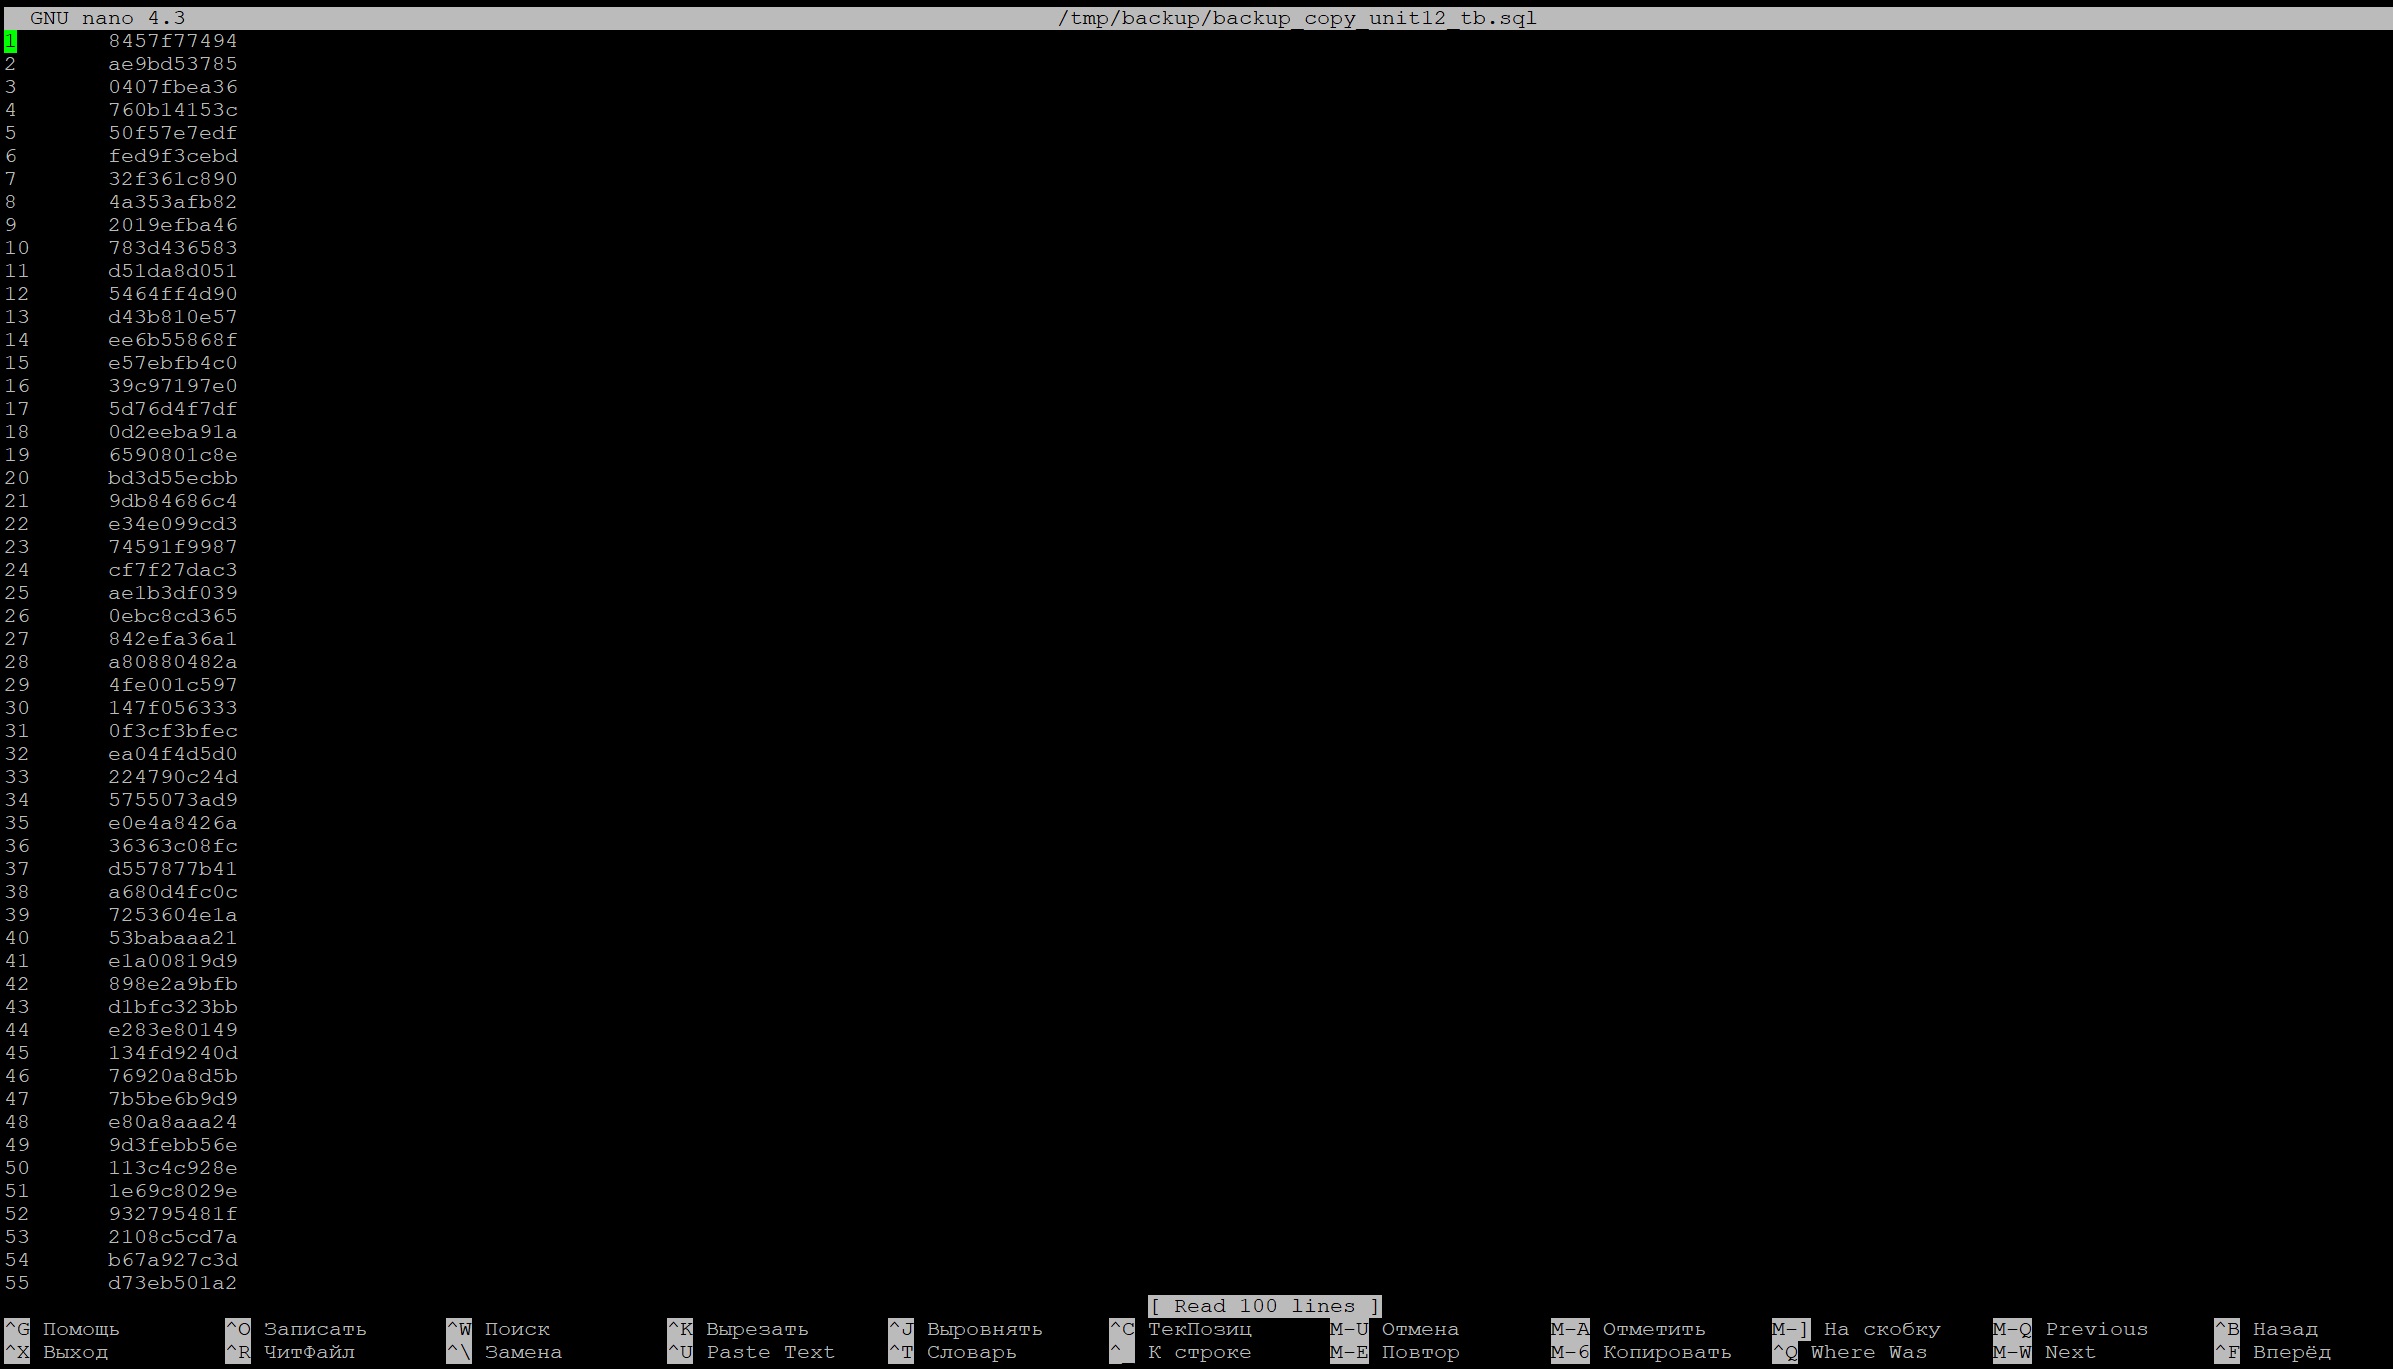 GNU nano 4.3 /tmp/backup/backup_copy_unit12_tb.sql
1 8457f77494
2 ae9bd53785
3 0407fbea36
4 760b14153c
5 50f57e7edf
6 fed9f3cebd
7 32f361c890
8 4a353afb82
9 2019efba46
10 783d436583
11 d51da8d051
12 5464ff4d90
13 d43b810e57
14 ee6b55868f
15 e57ebfb4c0
16 39c97197e0
17 5d76d4f7df
18 0d2eeba91a
19 6590801c8e
20 bd3d55ecbb
21 9db84686c4
22 e34e099cd3
23 74591f9987
24 cf7f27dac3
25 ae1b3df039
26 0ebc8cd365
27 842efa36a1
28 a80880482a
29 4fe001c597
30 147f056333
31 0f3cf3bfec
32 ea04f4d5d0
33 224790c24d
34 5755073ad9
35 e0e4a8426a
36 36363c08fc
37 d557877b41
38 a680d4fc0c
39 7253604e1a
40 53babaaa21
41 e1a00819d9
42 898e2a9bfb
43 d1bfc323bb
44 e283e80149
45 134fd9240d
46 76920a8d5b
47 7b5be6b9d9
48 e80a8aaa24
49 9d3febb56e
50 113c4c928e
51 1e69c8029e
52 932795481f
53 2108c5cd7a
54 b67a927c3d
55 d73eb501a2
[ Read 100 lines ]
^G Помощь ^O Записать ^W Поиск ^K Вырезать ^J Выровнять ^C ТекПозиц M-U Отмена M-A Отметить M-] На скобку M-Q Previous ^B Назад
^X Выход ^R ЧитФайл ^\ Замена ^U Paste Text ^T Словарь ^_ К строке M-E Повтор M-6 Копировать ^Q Where Was M-W Next ^F Вперёд